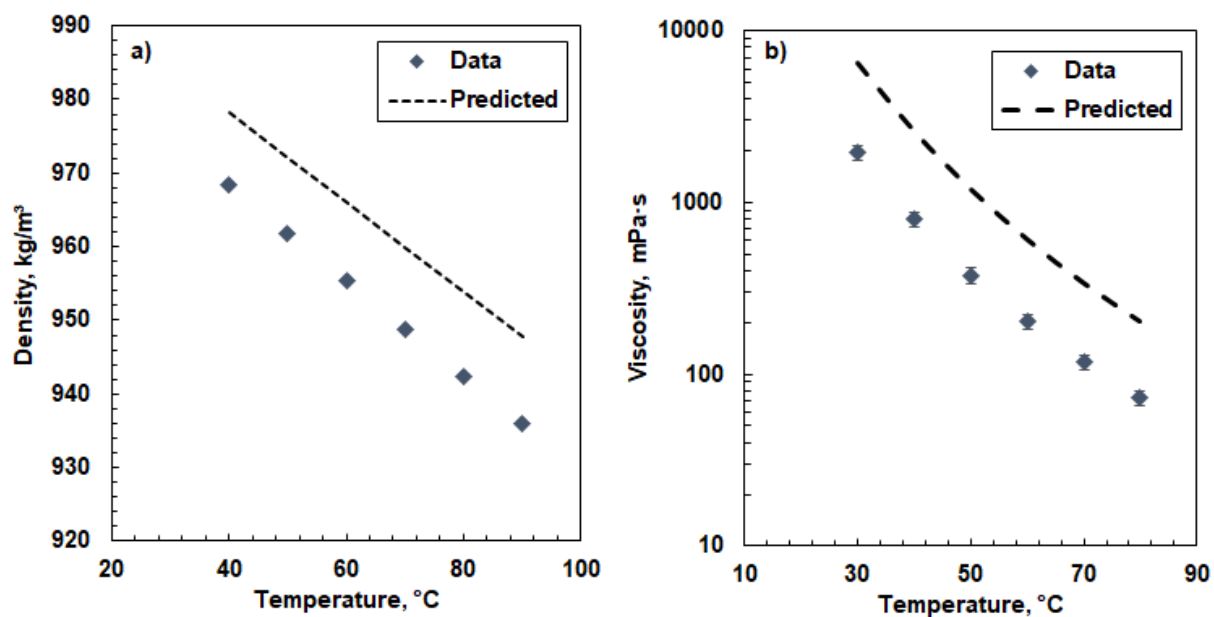 a)
Data
Predicted
990
980
970
960
950
940
930
920
Density, kg/m³
20
40
60
80
100
Temperature, °C
b)
Data
Predicted
10000
1000
100
10
Viscosity, mPa·s
10
30
50
70
90
Temperature, °C